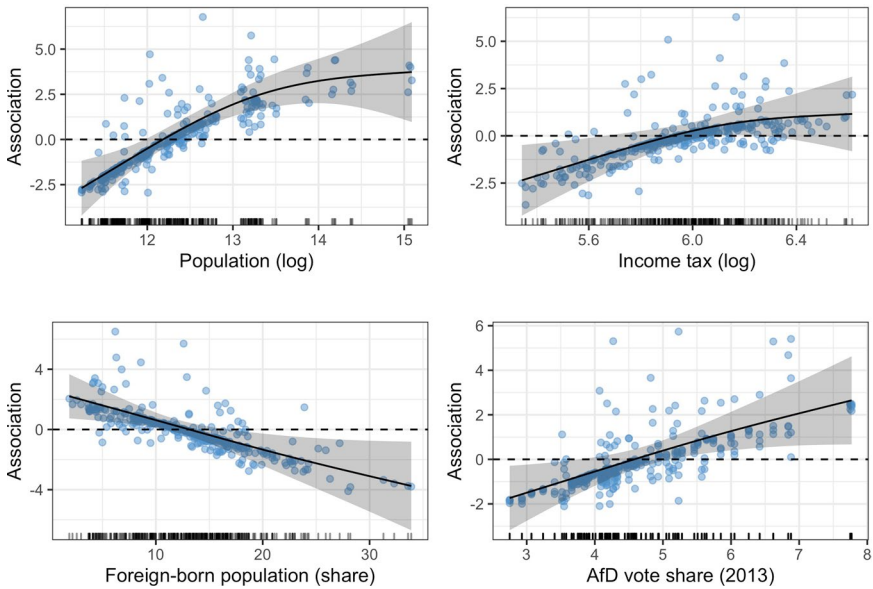 5.0
2.5
0.0
-2.5
Association
12 13 14 15
Population (log)
5.0
2.5
0.0
-2.5
Association
5.6 6.0 6.4
Income tax (log)
4
0
-4
Association
10 20 30
Foreign-born population (share)
6
4
2
0
-2
Association
3 4 5 6 7 8
AfD vote share (2013)